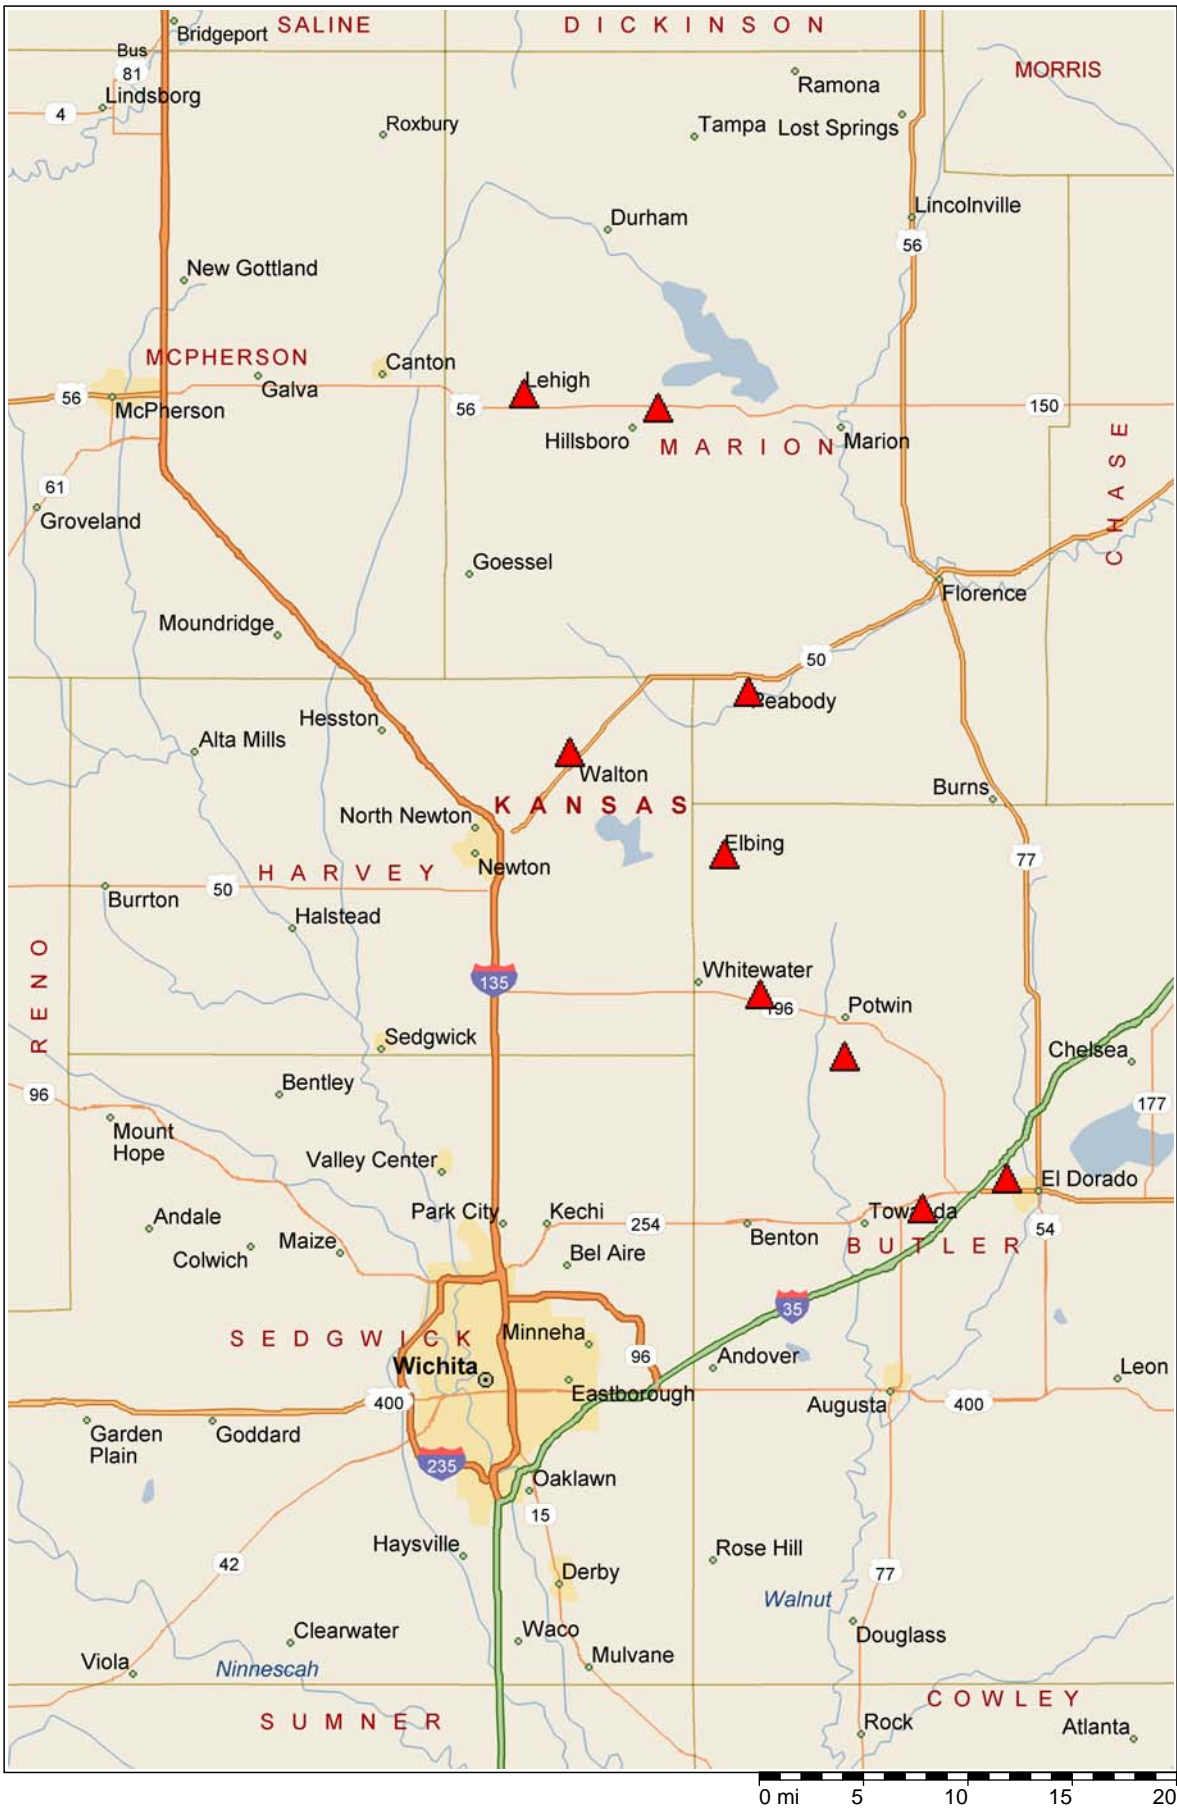 Bridgeport
SALINE
DICKINSON
Bus
81
MORRIS
Ramona
Lindsborg
4
Roxbury
Tampa
Lost Springs
Lincolnville
Durham
56
New Gottland
MCPHERSON
Canton
Lehigh
Galva
56
McPherson
56
150
Hillsboro
MARION
Marion
CHASE
61
Groveland
Goessel
Florence
Moundridge
50
Peabody
Hesston
Alta Mills
Walton
Burns
KANSAS
North Newton
Elbing
77
Newton
HARVEY
50
Burrton
Halstead
RENO
Whitewater
135
196
Potwin
Sedgwick
Chelsea
Bentley
96
177
Mount
Hope
Valley Center
El Dorado
Park City
Kechi
Towanda
Andale
254
54
Maize
Benton
BUTLER
Colwich
Bel Aire
35
SEDGWICK
Minneha
96
Andover
Wichita
Leon
Eastborough
400
Augusta
400
Garden
Plain
Goddard
235
Oaklawn
15
Haysville
Rose Hill
42
Derby
77
Walnut
Clearwater
Waco
Douglass
Mulvane
Viola
Ninnescah
COWLEY
SUMNER
Rock
Atlanta
0 mi 5 10 15 20